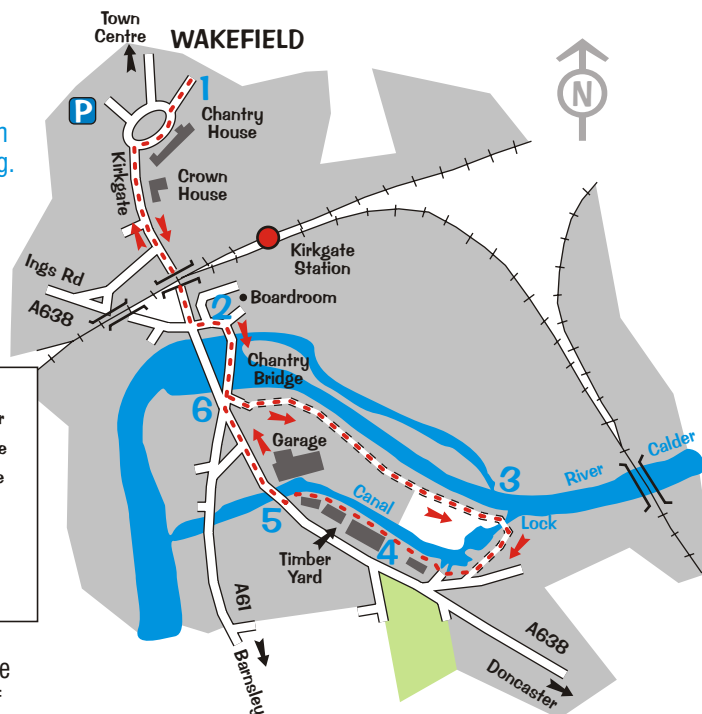 Town
Centre
WAKEFIELD
N
P
1
Chantry
House
g.
Kirkgate
Crown
House
Kirkgate
Station
Ings Rd
A638
Boardroom
2
Chantry
Bridge
6
Garage
3
River
Calder
Canal
Lock
5
4
Timber
Yard
A61
Barnsley
A638
Doncaster